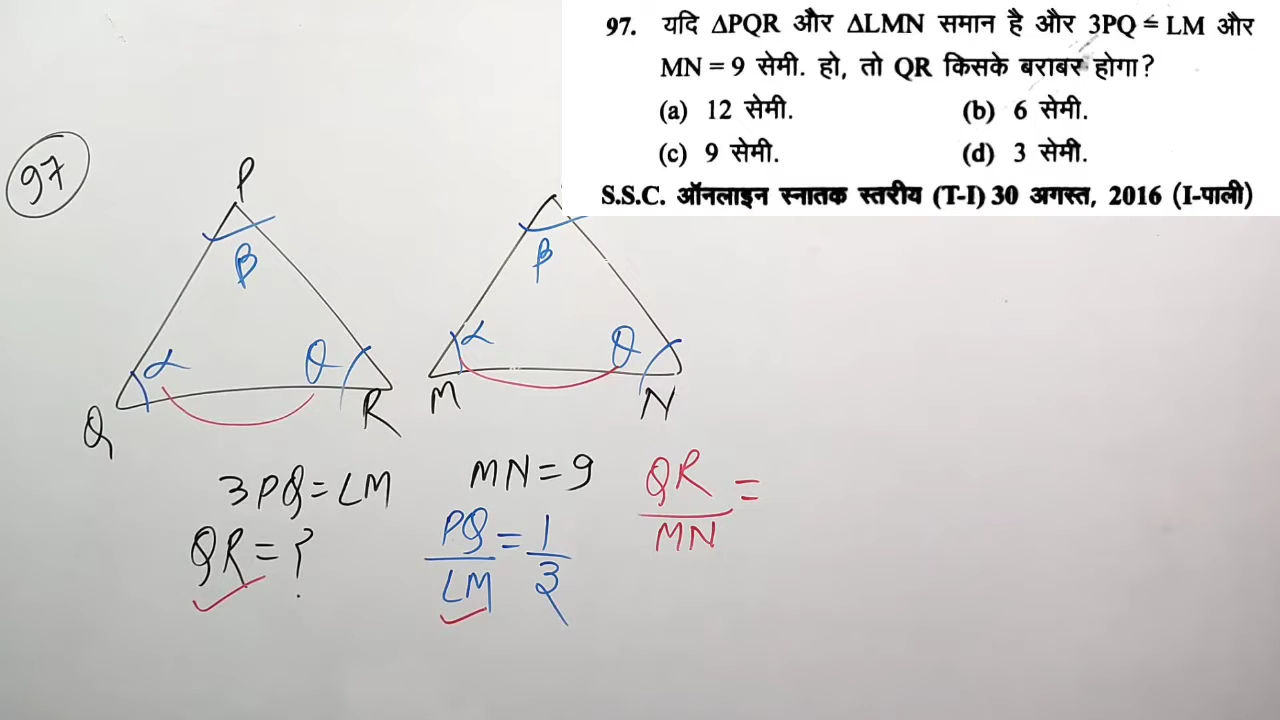 97. यदि ΔPQR और ΔLMN समान है और 3PQ = LM और
MN = 9 सेमी. हो, तो QR किसके बराबर होगा?
(a) 12 सेमी. (b) 6 सेमी.
(c) 9 सेमी. (d) 3 सेमी.
S.S.C. ऑनलाइन स्नातक स्तरीय (T-I) 30 अगस्त, 2016 (I-पाली)
97
P
β β
α θ α θ
Q R M N
3PQ = LM MN = 9 QR/MN =
QR = ? PQ/LM = 1/3